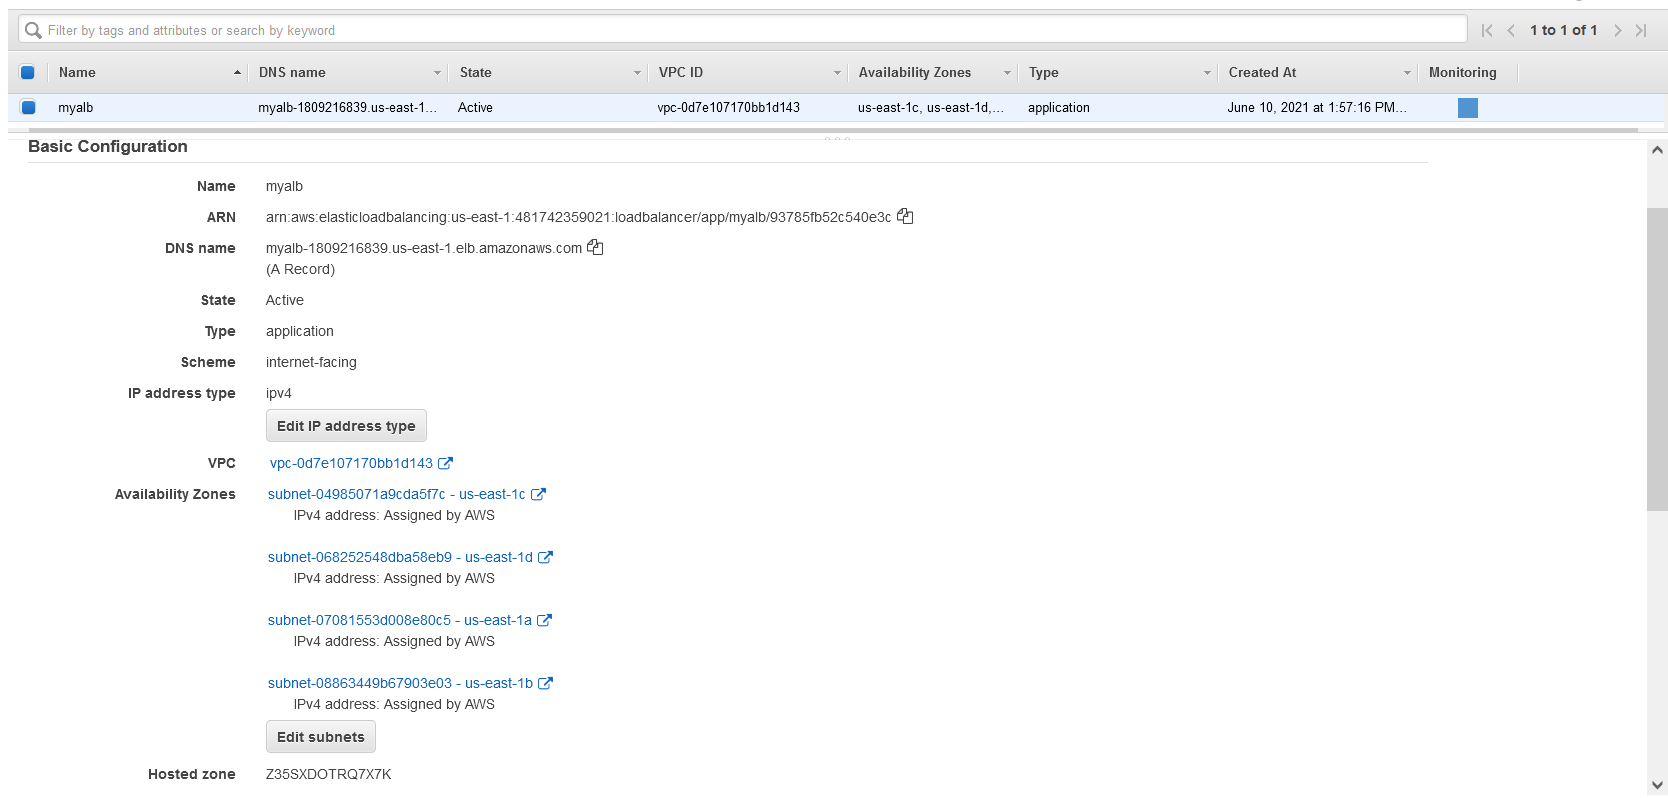 Filter by tags and attributes or search by keyword
1 to 1 of 1
Name DNS name State VPC ID Availability Zones Type Created At Monitoring
myalb myalb-1809216839.us-east-1... Active vpc-0d7e107170bb1d143 us-east-1c, us-east-1d,... application June 10, 2021 at 1:57:16 PM...
Basic Configuration
Name myalb
ARN arn:aws:elasticloadbalancing:us-east-1:481742359021:loadbalancer/app/myalb/93785fb52c540e3c
DNS name myalb-1809216839.us-east-1.elb.amazonaws.com
(A Record)
State Active
Type application
Scheme internet-facing
IP address type ipv4
Edit IP address type
VPC vpc-0d7e107170bb1d143
Availability Zones subnet-04985071a9cda5f7c - us-east-1c
IPv4 address: Assigned by AWS
subnet-068252548dba58eb9 - us-east-1d
IPv4 address: Assigned by AWS
subnet-07081553d008e80c5 - us-east-1a
IPv4 address: Assigned by AWS
subnet-08863449b67903e03 - us-east-1b
IPv4 address: Assigned by AWS
Edit subnets
Hosted zone Z35SXDOTRQ7X7K